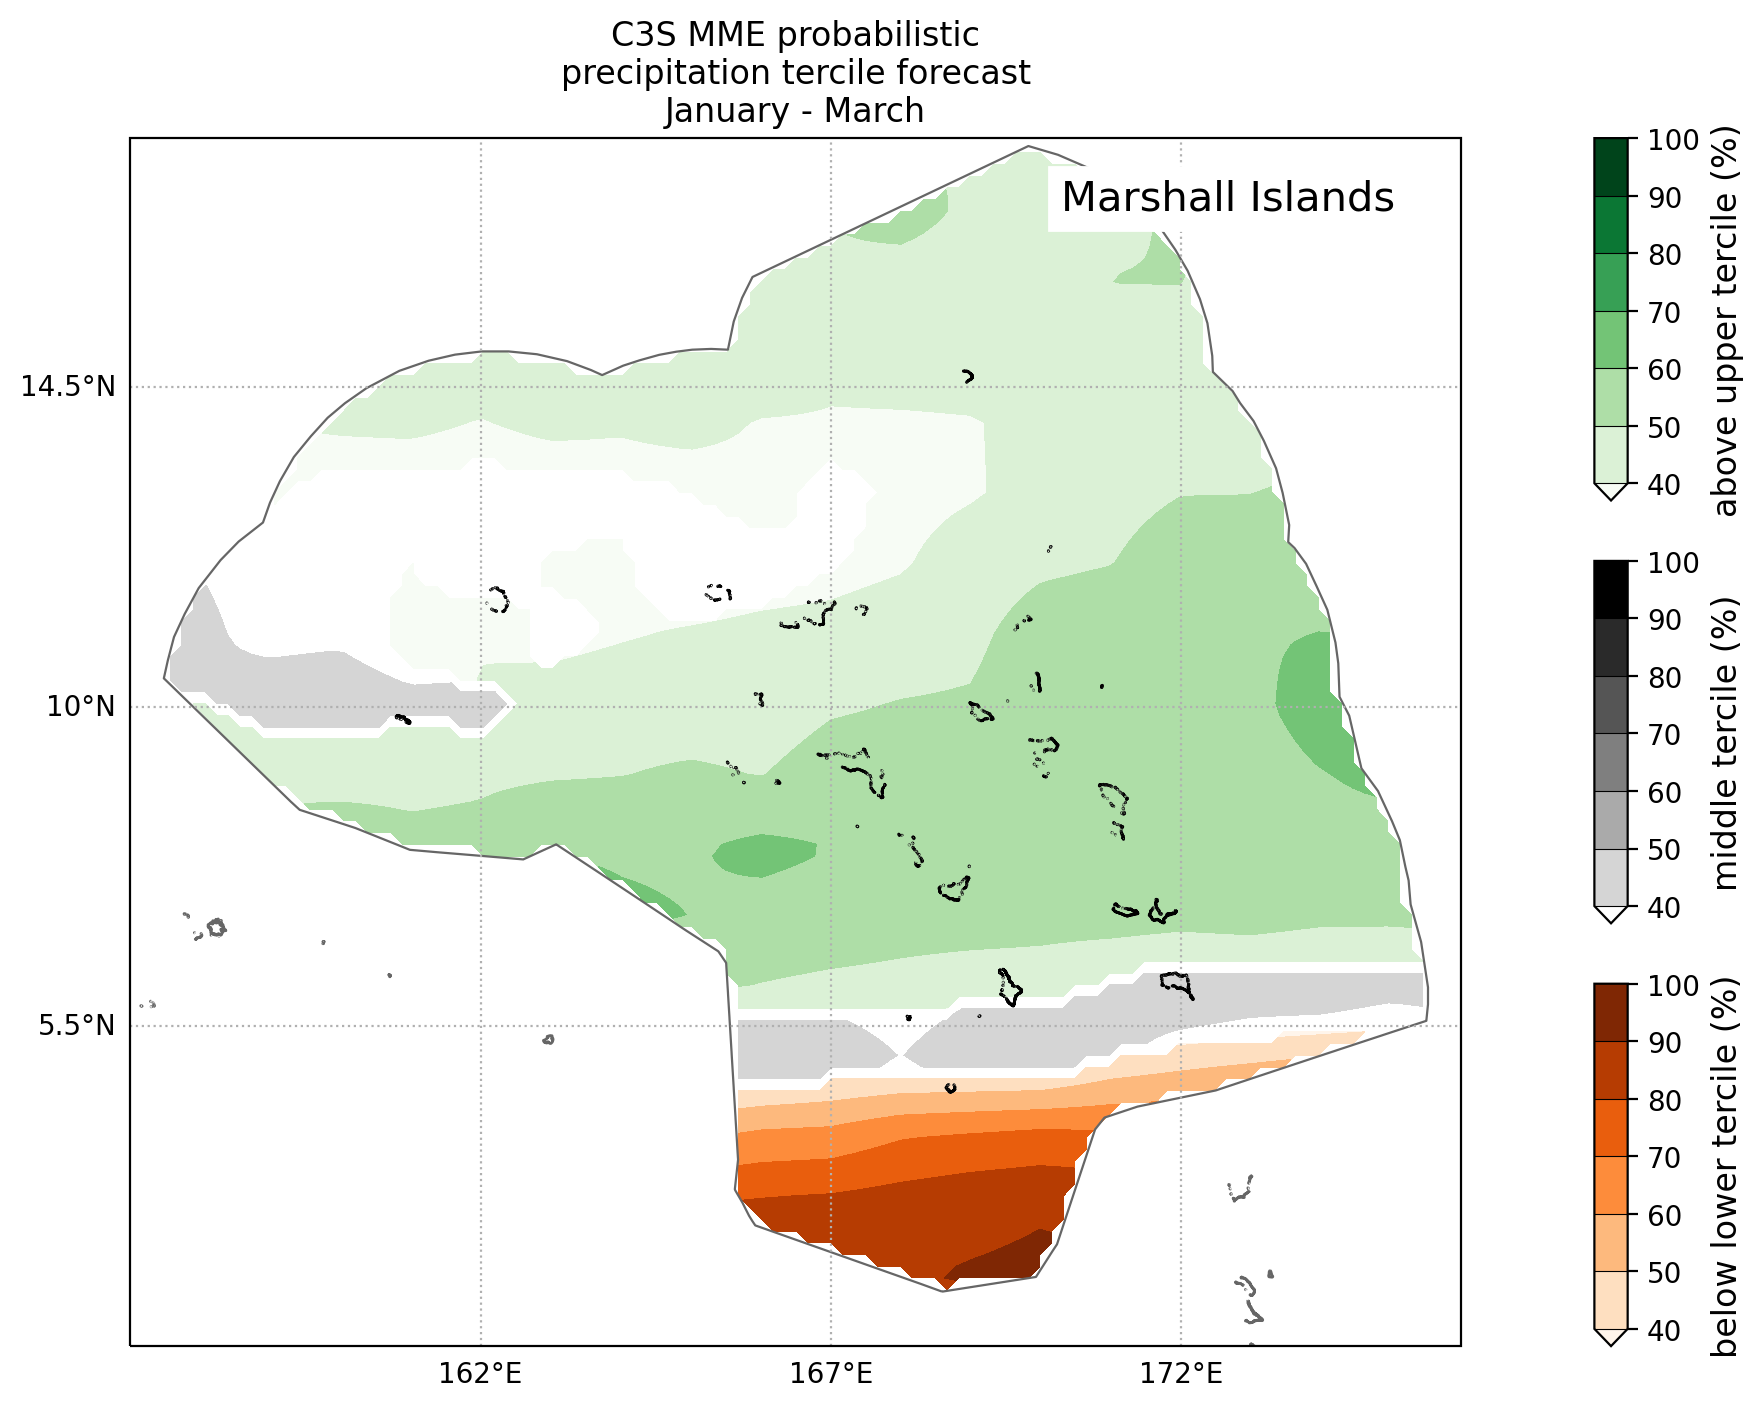 C3S MME probabilistic
precipitation tercile forecast
January - March
Marshall Islands
14.5°N
10°N
5.5°N
162°E
167°E
172°E
100
90
80
70
60
50
40
above upper tercile (%)
100
90
80
70
60
50
40
middle tercile (%)
100
90
80
70
60
50
40
below lower tercile (%)